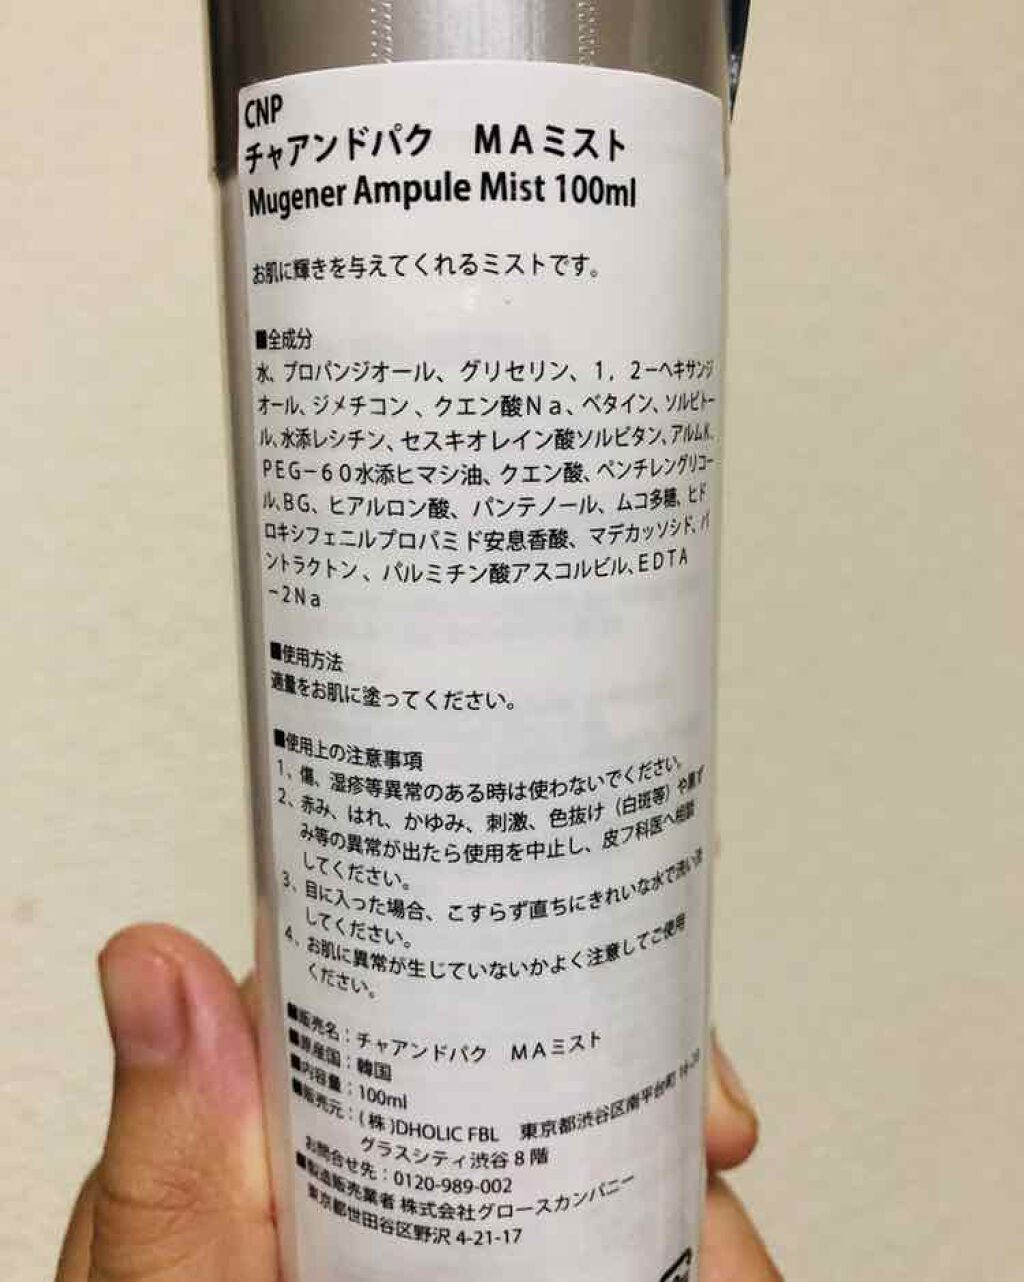 CNP
チャアンドパク　ＭＡミスト
Mugener Ampule Mist 100ml
お肌に輝きを与えてくれるミストです。
■全成分
水、プロパンジオール、グリセリン、１，２ーヘキサンジ
オール、ジメチコン、クエン酸Ｎａ、ベタイン、ソルビトー
ル、水添レシチン、セスキオレイン酸ソルビタン、アルムK、
PEG－６０水添ヒマシ油、クエン酸、ペンチレングリコー
ル、BG、ヒアルロン酸、パンテノール、ムコ多糖、ヒド
ロキシフェニルプロパミド安息香酸、マデカッソシド、パ
ントラクトン、パルミチン酸アスコルビル、EDTA
－2Na
■使用方法
適量をお肌に塗ってください。
■使用上の注意事項
1、傷、湿疹等異常のある時は使わないでください。
2、赤み、はれ、かゆみ、刺激、色抜け（白斑等）や黒ず
み等の異常が出たら使用を中止し、皮フ科医へ相談
してください。
3、目に入った場合、こすらず直ちにきれいな水で洗い流
してください。
4、お肌に異常が生じていないかよく注意してご使用
ください。
■販売名：チャアンドパク　ＭＡミスト
■原産国：韓国
■内容量：100ml
■販売元：(株)DHOLIC FBL　東京都渋谷区南平台町 16-28
グラスシティ渋谷８階
お問合せ先：0120-989-002
■製造販売業者 株式会社グロースカンパニー
東京都世田谷区野沢 4-21-17